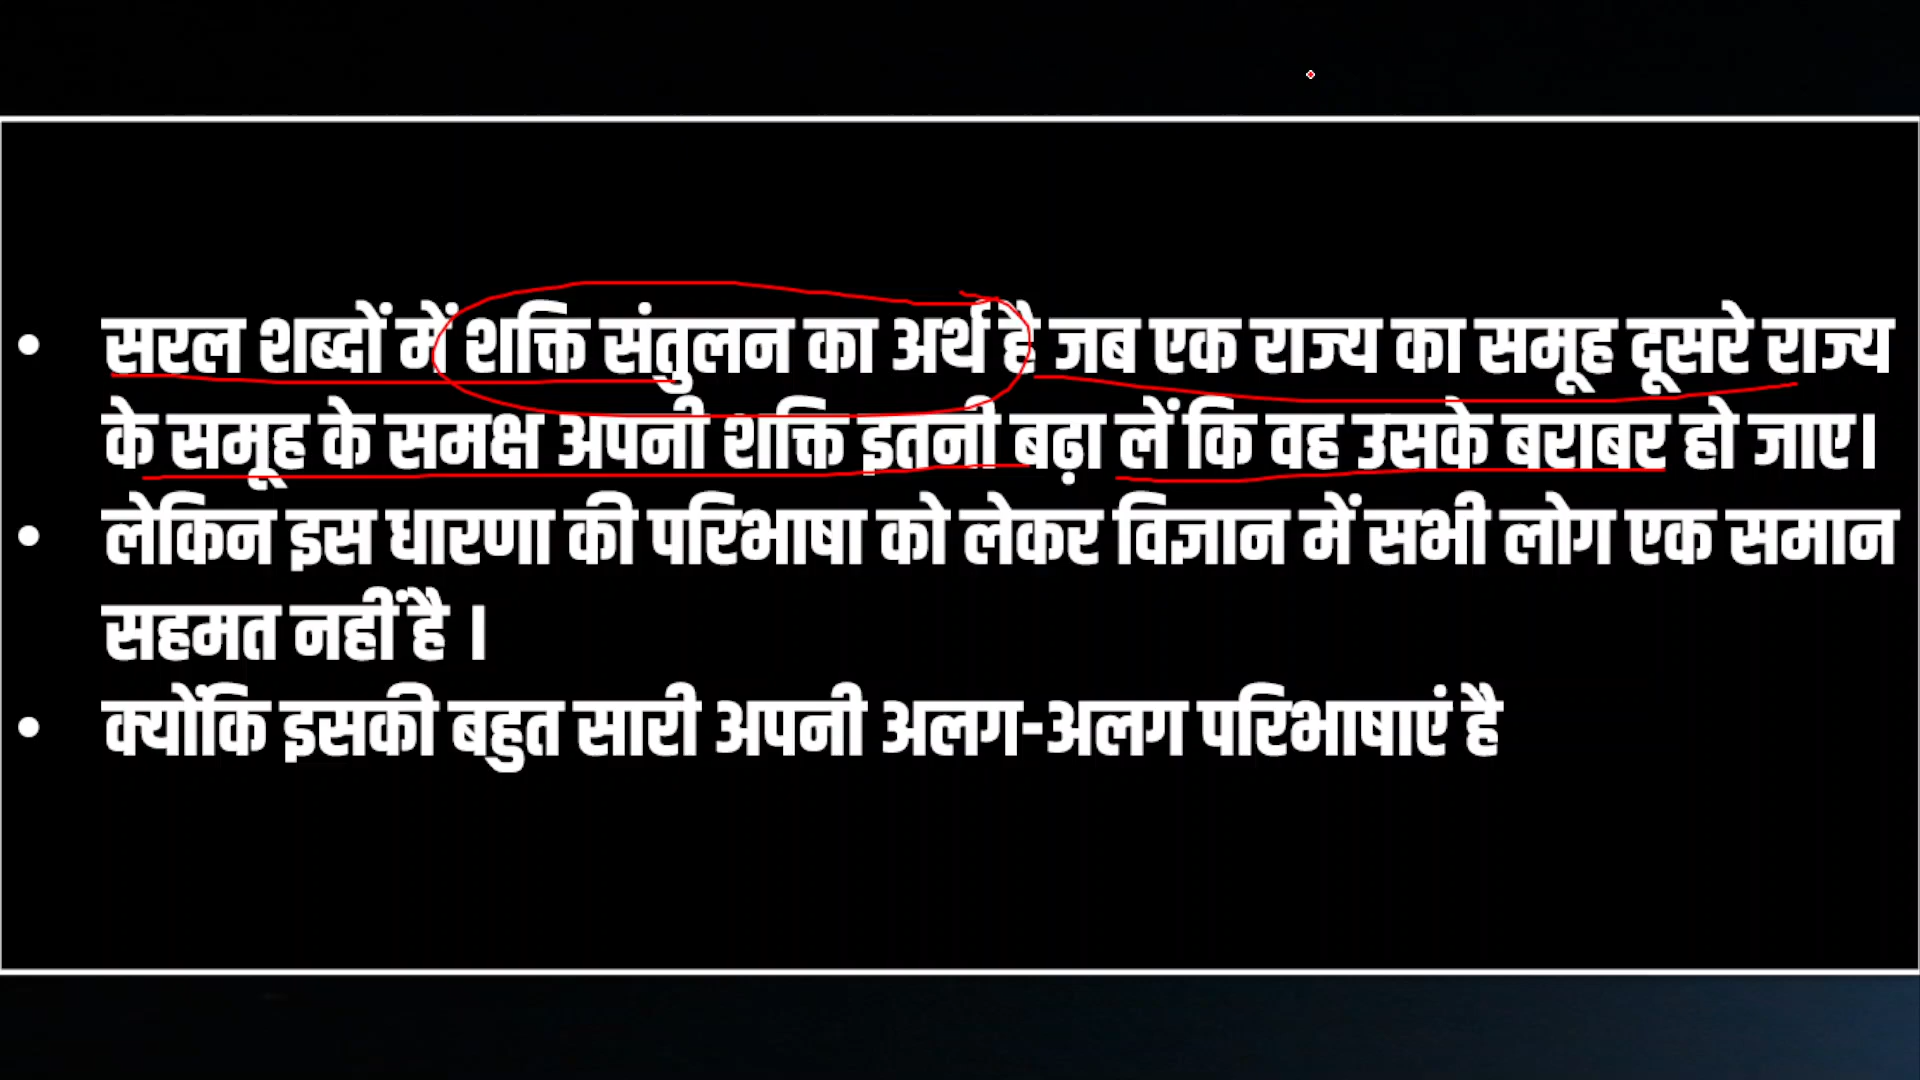 • सरल शब्दों में शक्ति संतुलन का अर्थ है जब एक राज्य का समूह दूसरे राज्य
के समूह के समक्ष अपनी शक्ति इतनी बढ़ा लें कि वह उसके बराबर हो जाए।
• लेकिन इस धारणा की परिभाषा को लेकर विज्ञान में सभी लोग एक समान
सहमत नहीं है ।
• क्योंकि इसकी बहुत सारी अपनी अलग-अलग परिभाषाएं है